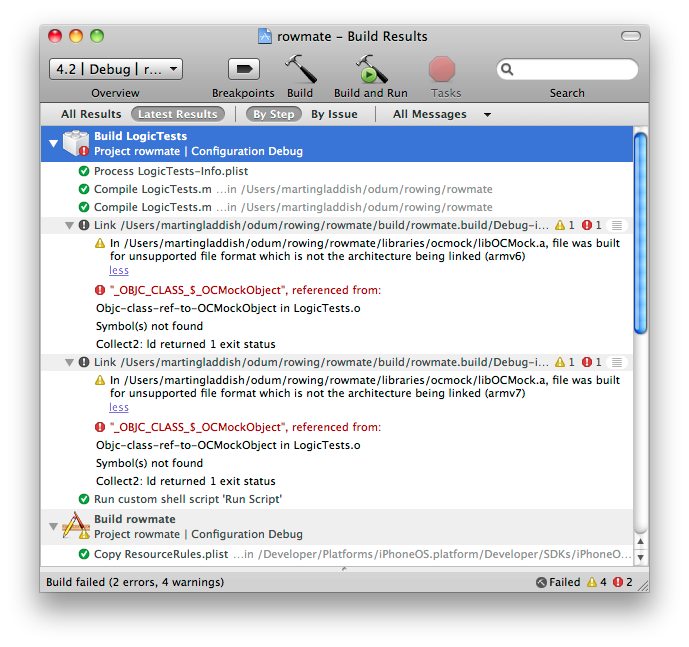 rowmate – Build Results
4.2 | Debug | r...
Overview
Breakpoints
Build
Build and Run
Tasks
Search
All Results
Latest Results
By Step
By Issue
All Messages
Build LogicTests
Project rowmate | Configuration Debug
Process LogicTests-Info.plist
Compile LogicTests.m ...in /Users/martingladdish/odum/rowing/rowmate
Compile LogicTests.m ...in /Users/martingladdish/odum/rowing/rowmate
Link /Users/martingladdish/odum/rowing/rowmate/build/rowmate.build/Debug-i... 1 1
In /Users/martingladdish/odum/rowing/rowmate/libraries/ocmock/libOCMock.a, file was built
for unsupported file format which is not the architecture being linked (armv6)
less
"_OBJC_CLASS_$_OCMockObject", referenced from:
Objc-class-ref-to-OCMockObject in LogicTests.o
Symbol(s) not found
Collect2: ld returned 1 exit status
Link /Users/martingladdish/odum/rowing/rowmate/build/rowmate.build/Debug-i... 1 1
In /Users/martingladdish/odum/rowing/rowmate/libraries/ocmock/libOCMock.a, file was built
for unsupported file format which is not the architecture being linked (armv7)
less
"_OBJC_CLASS_$_OCMockObject", referenced from:
Objc-class-ref-to-OCMockObject in LogicTests.o
Symbol(s) not found
Collect2: ld returned 1 exit status
Run custom shell script 'Run Script'
Build rowmate
Project rowmate | Configuration Debug
Copy ResourceRules.plist ...in /Developer/Platforms/iPhoneOS.platform/Developer/SDKs/iPhoneO...
Build failed (2 errors, 4 warnings)
Failed 4 2